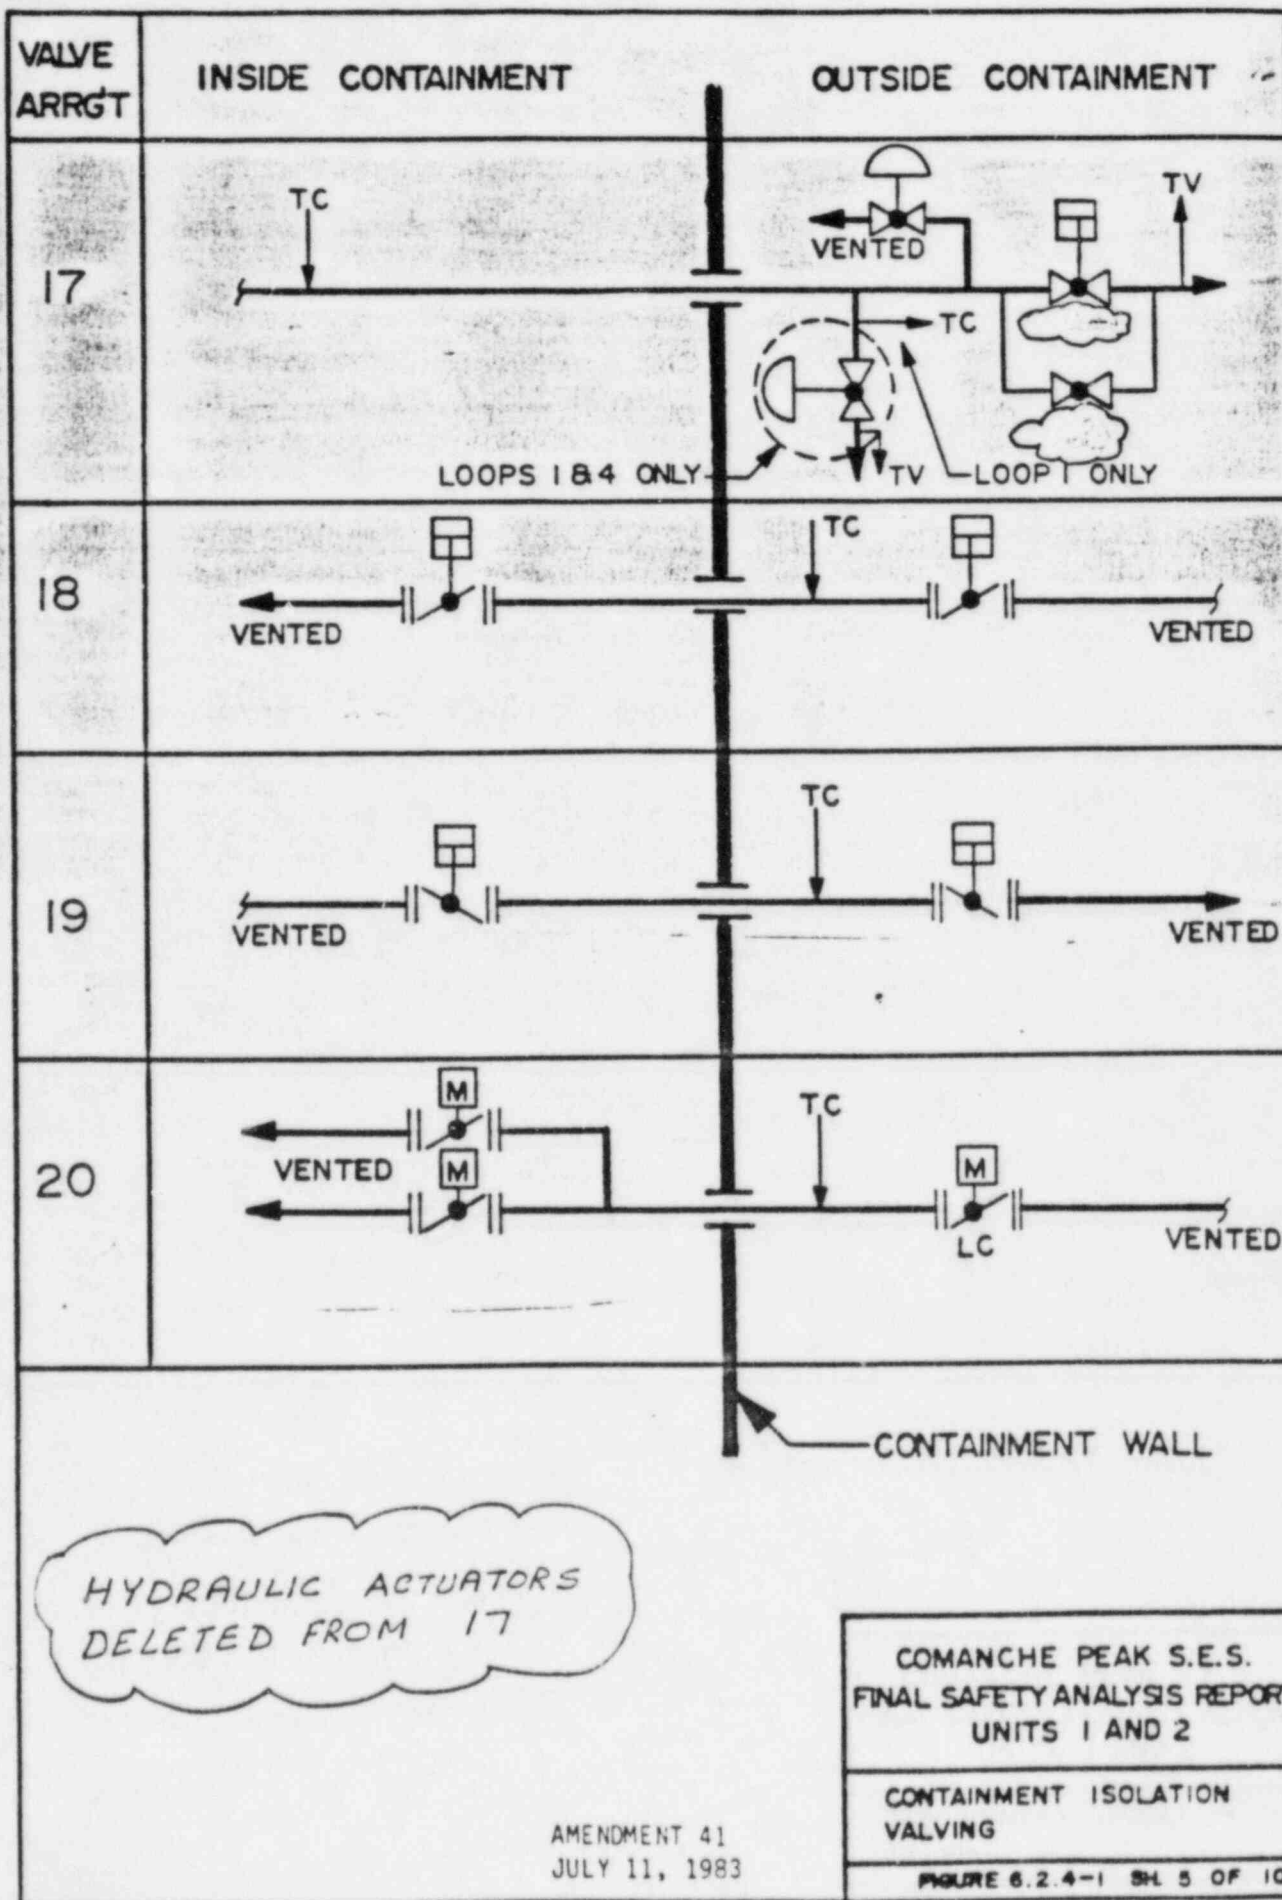 VALVE
ARRG'T
INSIDE CONTAINMENT
OUTSIDE CONTAINMENT
17
TC
VENTED
TV
TC
LOOPS 1 & 4 ONLY
TV
LOOP 1 ONLY
18
TC
VENTED
VENTED
19
TC
VENTED
VENTED
20
M
TC
VENTED
M
M
LC
VENTED
CONTAINMENT WALL
HYDRAULIC ACTUATORS
DELETED FROM 17
COMANCHE PEAK S.E.S.
FINAL SAFETY ANALYSIS REPOR
UNITS 1 AND 2
CONTAINMENT ISOLATION
VALVING
AMENDMENT 41
JULY 11, 1983
FIGURE 6.2.4-1 SH. 5 OF 10